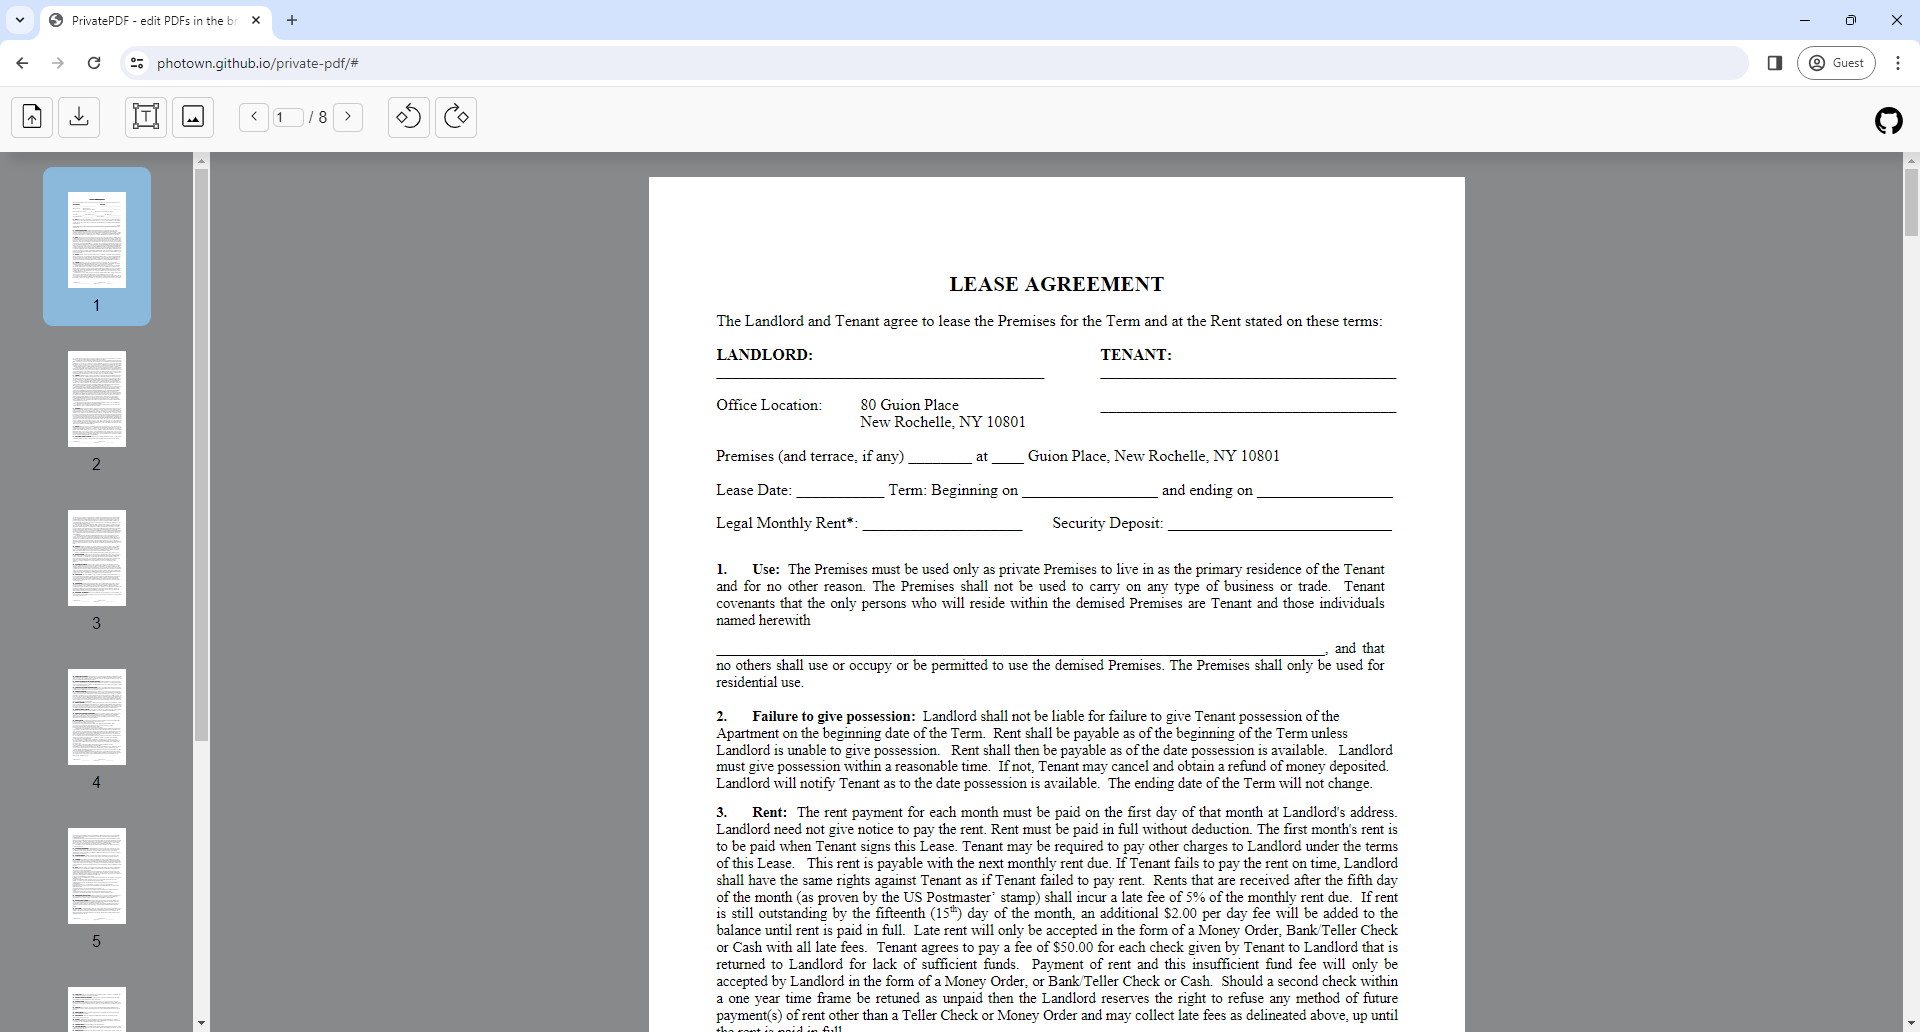 PrivatePDF - edit PDFs in the br
photown.github.io/private-pdf/#
Guest
1 / 8
1
2
3
4
5
LEASE AGREEMENT
The Landlord and Tenant agree to lease the Premises for the Term and at the Rent stated on these terms:
LANDLORD: TENANT:
Office Location: 80 Guion Place
New Rochelle, NY 10801
Premises (and terrace, if any) ________ at ____ Guion Place, New Rochelle, NY 10801
Lease Date: ___________ Term: Beginning on _________________ and ending on _________________
Legal Monthly Rent*: ____________________ Security Deposit: ____________________________
1. Use: The Premises must be used only as private Premises to live in as the primary residence of the Tenant
and for no other reason. The Premises shall not be used to carry on any type of business or trade. Tenant
covenants that the only persons who will reside within the demised Premises are Tenant and those individuals
named herewith
____________________________________________________________________________, and that
no others shall use or occupy or be permitted to use the demised Premises. The Premises shall only be used for
residential use.
2. Failure to give possession: Landlord shall not be liable for failure to give Tenant possession of the
Apartment on the beginning date of the Term. Rent shall be payable as of the beginning of the Term unless
Landlord is unable to give possession. Rent shall then be payable as of the date possession is available. Landlord
must give possession within a reasonable time. If not, Tenant may cancel and obtain a refund of money deposited.
Landlord will notify Tenant as to the date possession is available. The ending date of the Term will not change.
3. Rent: The rent payment for each month must be paid on the first day of that month at Landlord's address.
Landlord need not give notice to pay the rent. Rent must be paid in full without deduction. The first month's rent is
to be paid when Tenant signs this Lease. Tenant may be required to pay other charges to Landlord under the terms
of this Lease. This rent is payable with the next monthly rent due. If Tenant fails to pay the rent on time, Landlord
shall have the same rights against Tenant as if Tenant failed to pay rent. Rents that are received after the fifth day
of the month (as proven by the US Postmaster’ stamp) shall incur a late fee of 5% of the monthly rent due. If rent
is still outstanding by the fifteenth (15th) day of the month, an additional $2.00 per day fee will be added to the
balance until rent is paid in full. Late rent will only be accepted in the form of a Money Order, Bank/Teller Check
or Cash with all late fees. Tenant agrees to pay a fee of $50.00 for each check given by Tenant to Landlord that is
returned to Landlord for lack of sufficient funds. Payment of rent and this insufficient fund fee will only be
accepted by Landlord in the form of a Money Order, or Bank/Teller Check or Cash. Should a second check within
a one year time frame be retuned as unpaid then the Landlord reserves the right to refuse any method of future
payment(s) of rent other than a Teller Check or Money Order and may collect late fees as delineated above, up until
the rent is paid in full